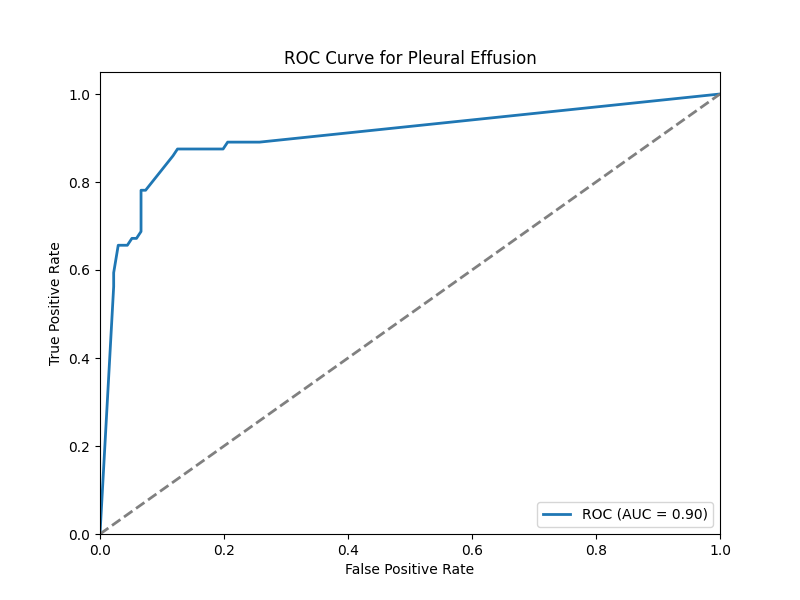 ROC Curve for Pleural Effusion
True Positive Rate
1.0
0.8
0.6
0.4
0.2
0.0
ROC (AUC = 0.90)
0.0 0.2 0.4 0.6 0.8 1.0
False Positive Rate